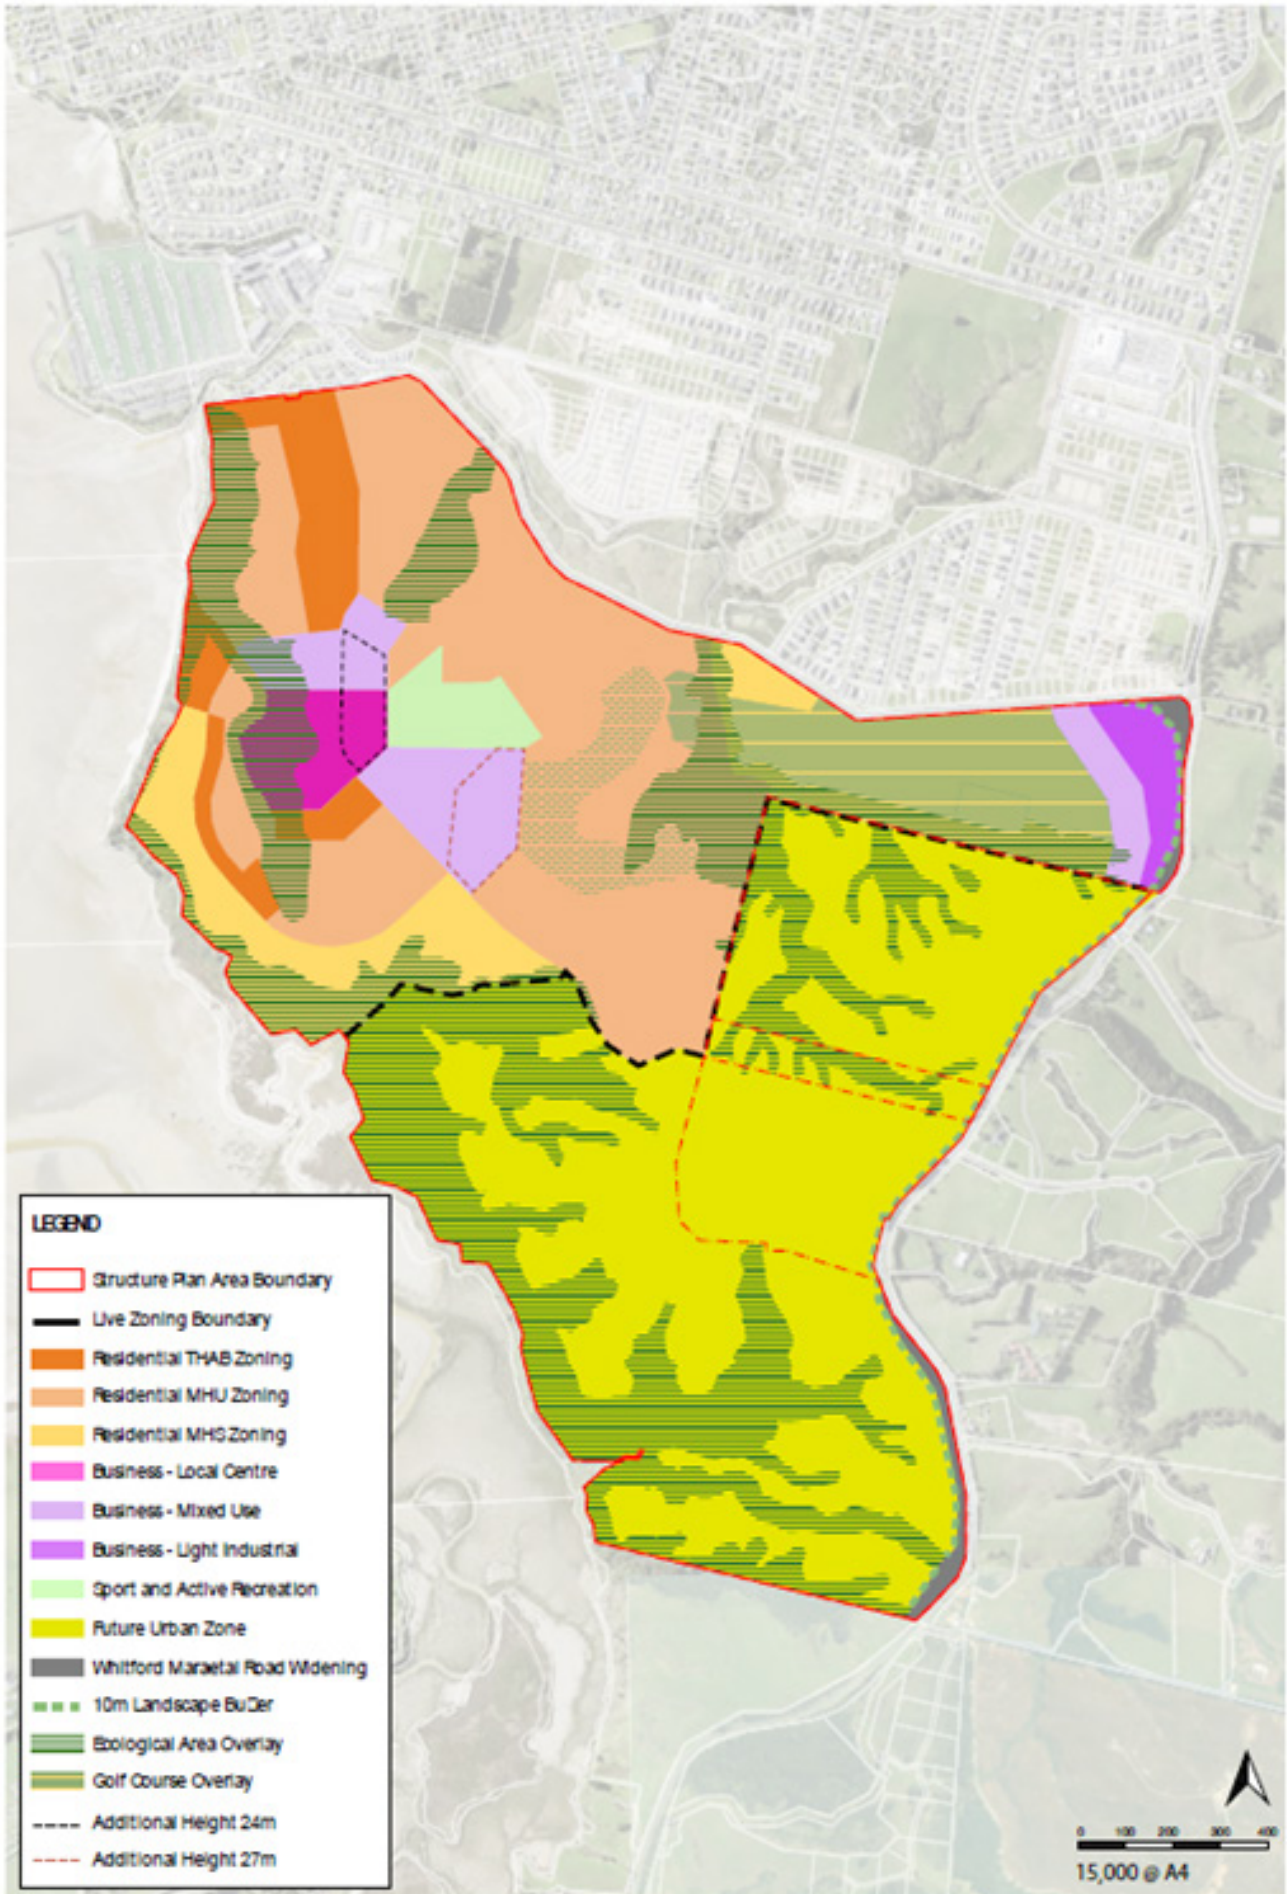 LEGEND
Structure Plan Area Boundary
Live Zoning Boundary
Residential THAB Zoning
Residential MHU Zoning
Residential MHS Zoning
Business - Local Centre
Business - Mixed Use
Business - Light Industrial
Sport and Active Recreation
Future Urban Zone
Whitford Maraetai Road Widening
10m Landscape
Ecological Area Overlay
Golf Course Overlay
Additional Height 24m
Additional Height 27m
0 100 200 300 400
15,000 @ A4